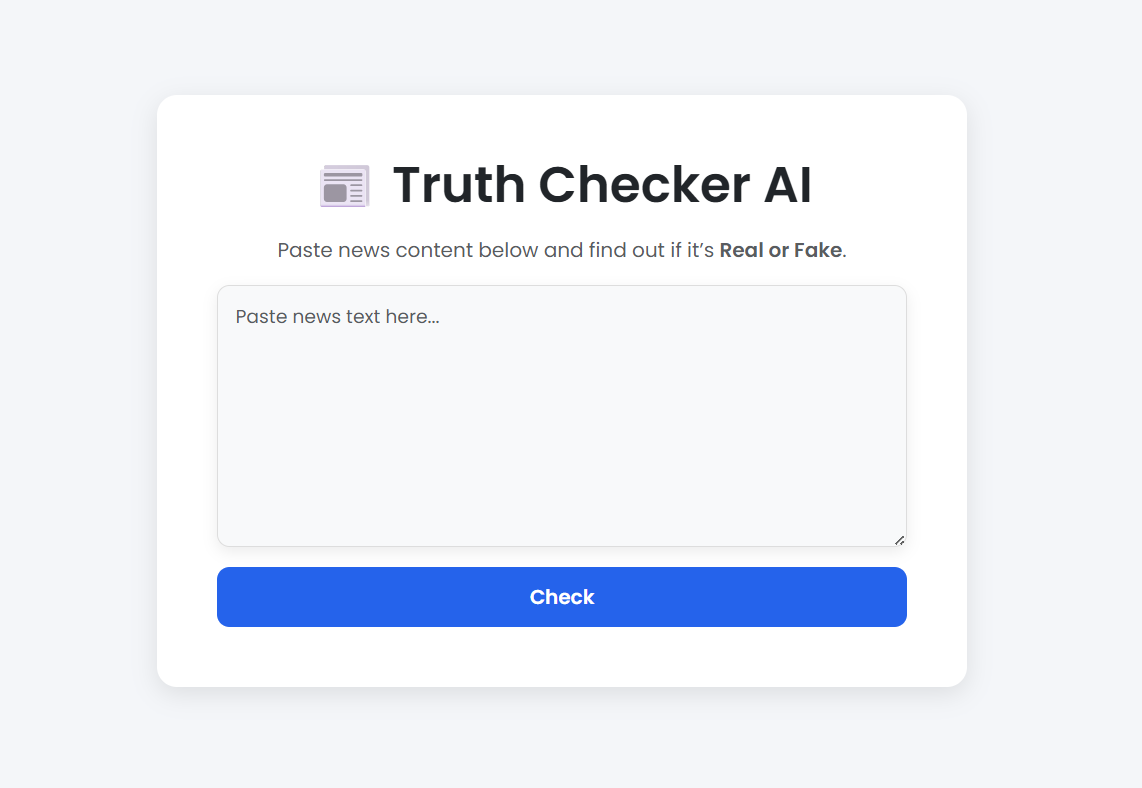 Truth Checker AI
Paste news content below and find out if it’s Real or Fake.
Paste news text here...
Check